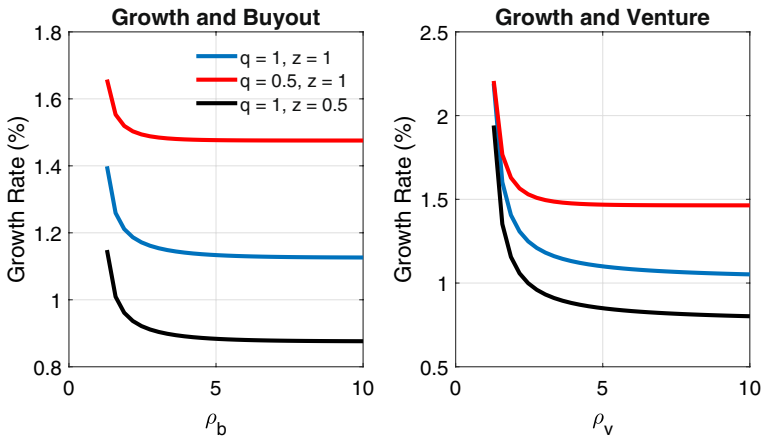 Growth and Buyout
Growth Rate (%)
1.8
1.6
1.4
1.2
1
0.8
0
5
10
ρb
q = 1, z = 1
q = 0.5, z = 1
q = 1, z = 0.5
Growth and Venture
Growth Rate (%)
2.5
2
1.5
1
0.5
0
5
10
ρv